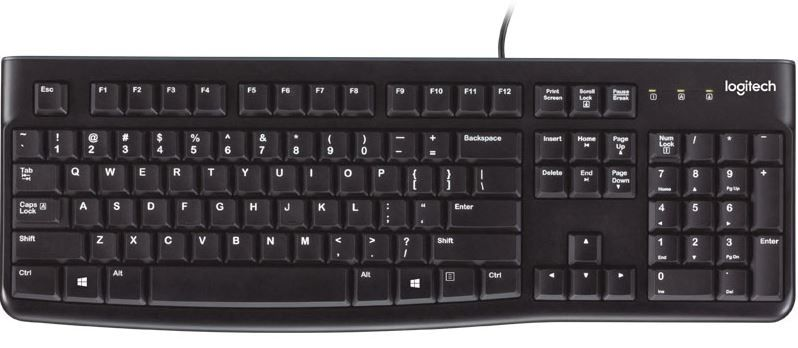 logitech
Esc F1 F2 F3 F4 F5 F6 F7 F8 F9 F10 F11 F12 Print Screen Scroll Lock Pause Break 1 A
~ ` ! 1 @ 2 # 3 $ 4 % 5 ^ 6 & 7 * 8 ( 9 ) 0 — - + = Backspace Insert Home Page Up Num Lock / * -
Tab Q W E R T Y U I O P { [ } ] | \ Delete End Page Down 7 Home 8 9 Pg Up +
Caps Lock A A S D F G H J K L : ; “ ‘ Enter 4 5 6
Shift Z X C V B N M < , > . ? / Shift 1 End 2 3 Pg Dn Enter
Ctrl Alt Alt Ctrl 0 Ins . Del